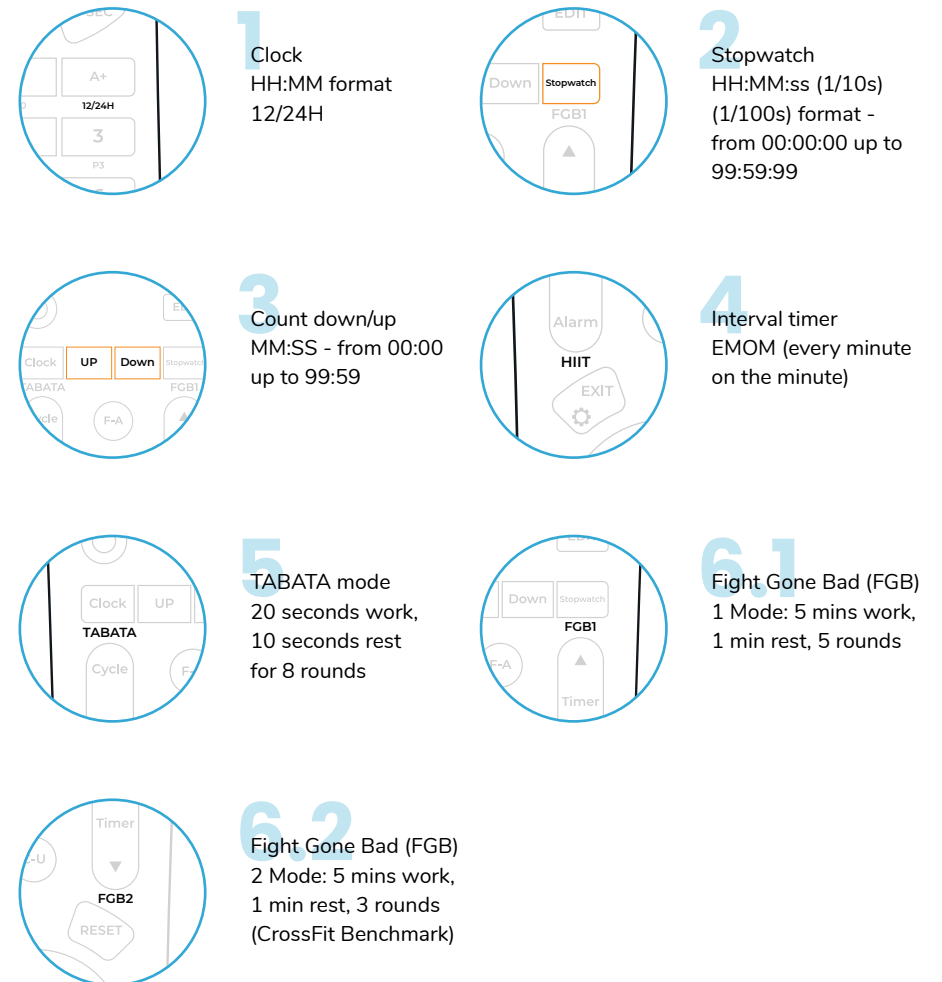 SEC
A+
12/24H
3
P3
1
Clock
HH:MM format
12/24H
EDIT
Down
Stopwatch
FGB1
2
Stopwatch
HH:MM:ss (1/10s)
(1/100s) format -
from 00:00:00 up to
99:59:99
Clock
UP
Down
Stopwatch
TABATA
FGB1
F-A
3
Count down/up
MM:SS - from 00:00
up to 99:59
Alarm
HIIT
EXIT
4
Interval timer
EMOM (every minute
on the minute)
Clock
UP
TABATA
Cycle
5
TABATA mode
20 seconds work,
10 seconds rest
for 8 rounds
Down
Stopwatch
FGB1
F-A
Timer
6.1
Fight Gone Bad (FGB)
1 Mode: 5 mins work,
1 min rest, 5 rounds
Timer
FGB2
RESET
6.2
Fight Gone Bad (FGB)
2 Mode: 5 mins work,
1 min rest, 3 rounds
(CrossFit Benchmark)